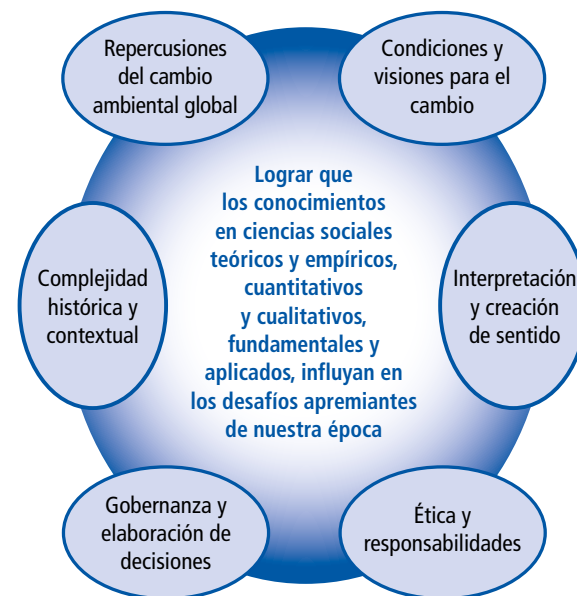 Repercusiones
del cambio
ambiental global
Condiciones y
visiones para el
cambio
Lograr que
los conocimientos
en ciencias sociales
teóricos y empíricos,
cuantitativos
y cualitativos,
fundamentales y
aplicados, influyan en
los desafíos apremiantes
de nuestra época
Complejidad
histórica y
contextual
Interpretación
y creación
de sentido
Gobernanza y
elaboración de
decisiones
Ética y
responsabilidades